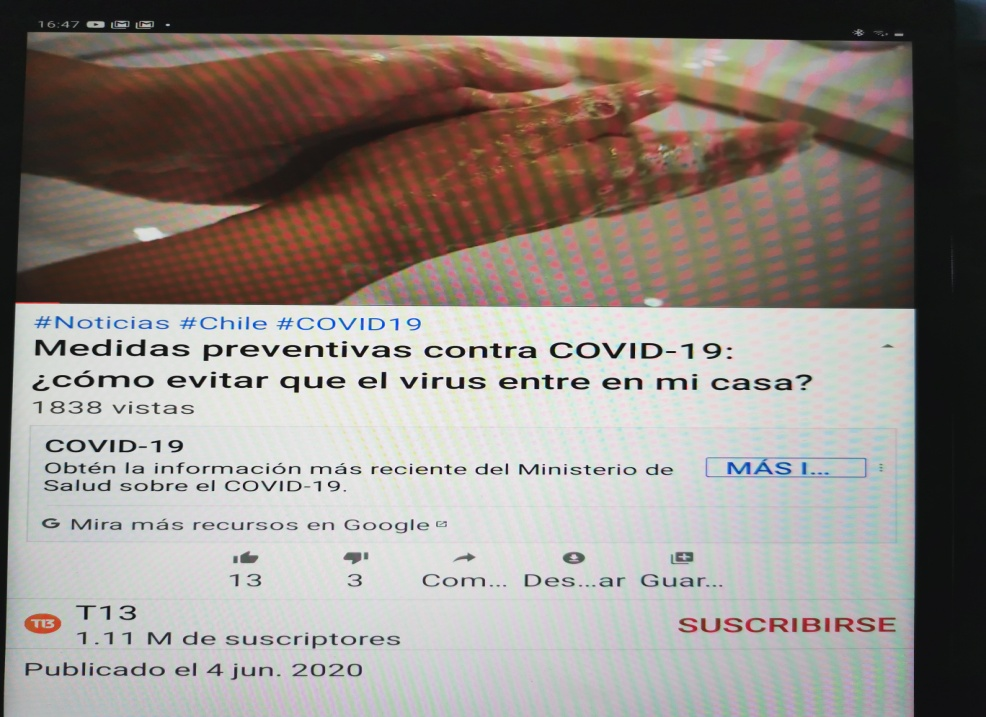 16:47
#Noticias #Chile #COVID19
Medidas preventivas contra COVID-19:
¿cómo evitar que el virus entre en mi casa?
1838 vistas
COVID-19
Obtén la información más reciente del Ministerio de
Salud sobre el COVID-19.
MÁS I...
G Mira más recursos en Google
13 3 Com... Des...ar Guar...
T13
T13
1.11 M de suscriptores
SUSCRIBIRSE
Publicado el 4 jun. 2020